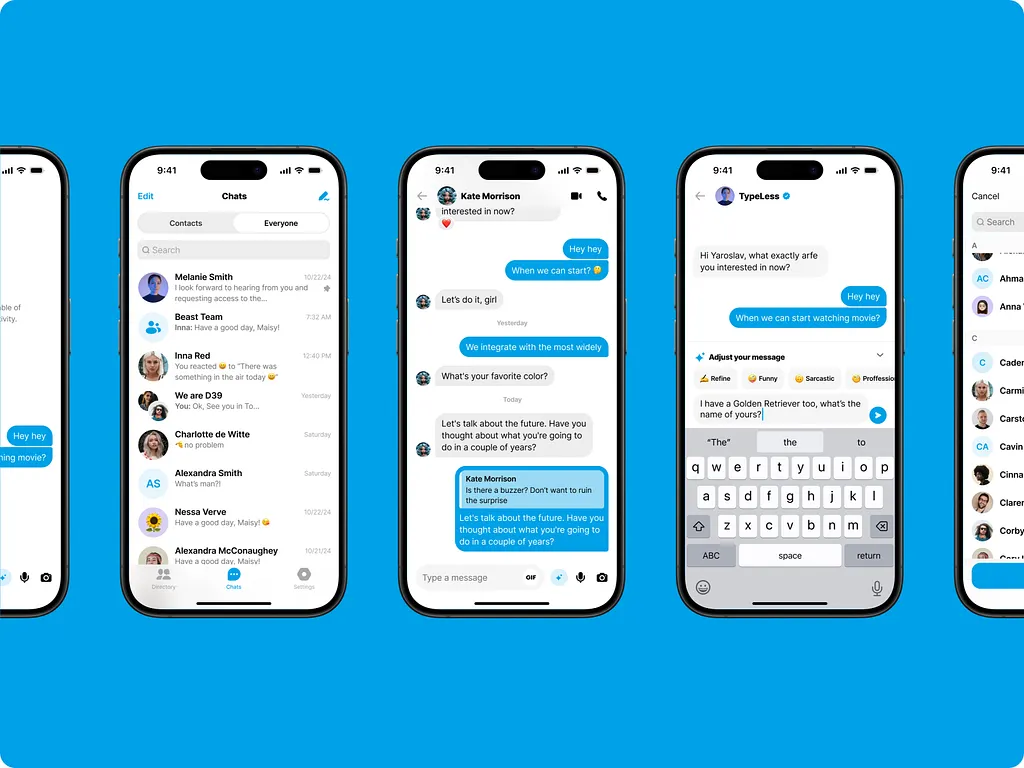 able of
ivity.
Hey hey
ning movie?
9:41
Edit
Chats
Contacts
Everyone
Search
Melanie Smith
10/22/24
I look forward to hearing from you and
requesting access to the...
Beast Team
7:32 AM
Inna: Have a good day, Maisy!
Inna Red
12:40 PM
You reacted 😄 to "There was
something in the air today 😄"
We are D39
Yesterday
You: Ok, See you in To...
Charlotte de Witte
Saturday
🤏 no problem
AS
Alexandra Smith
Saturday
What's man?!
Nessa Verve
10/22/24
Have a good day, Maisy! 😘
Alexandra McConaughey
10/21/24
Have a good day, Maisy!
Directory
Chats
Settings
9:41
Kate Morrison
interested in now?
❤️
Hey hey
When we can start? 🤔
Let's do it, girl
Yesterday
We integrate with the most widely
What's your favorite color?
Today
Let's talk about the future. Have you
thought about what you're going to
do in a couple of years?
Kate Morrison
Is there a buzzer? Don't want to ruin
the surprise
Let's talk about the future. Have you
thought about what you're going to
do in a couple of years?
Type a message
GIF
9:41
TypeLess
Hi Yaroslav, what exactly arfe
you interested in now?
Hey hey
When we can start watching movie?
Adjust your message
✍️ Refine
😜 Funny
😄 Sarcastic
🧐 Proffession
I have a Golden Retriever too, what's the
name of yours?
"The"
the
to
q w e r t y u i o p
a s d f g h j k l
z x c v b n m
ABC
space
return
9:41
Cancel
Search
A
AC
Ahma
Anna
C
C
Caden
Carmi
Carsto
CA
Cavin
Cinna
Claren
Corby